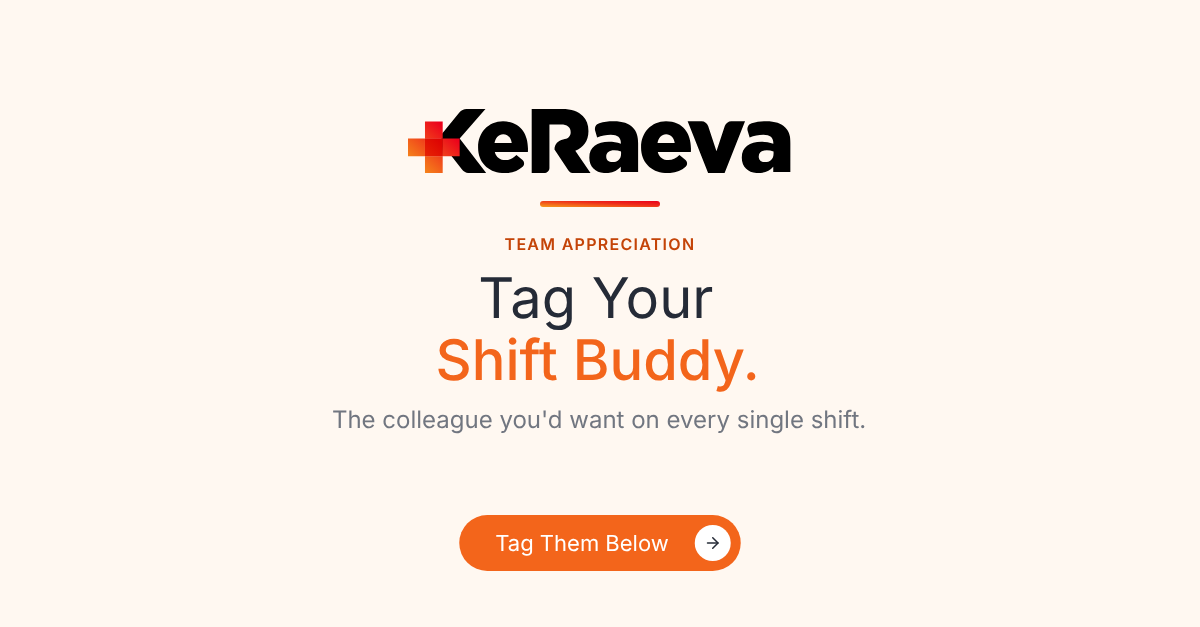 KeRaeva
TEAM APPRECIATION
Tag Your
Shift Buddy.
The colleague you'd want on every single shift.
Tag Them Below